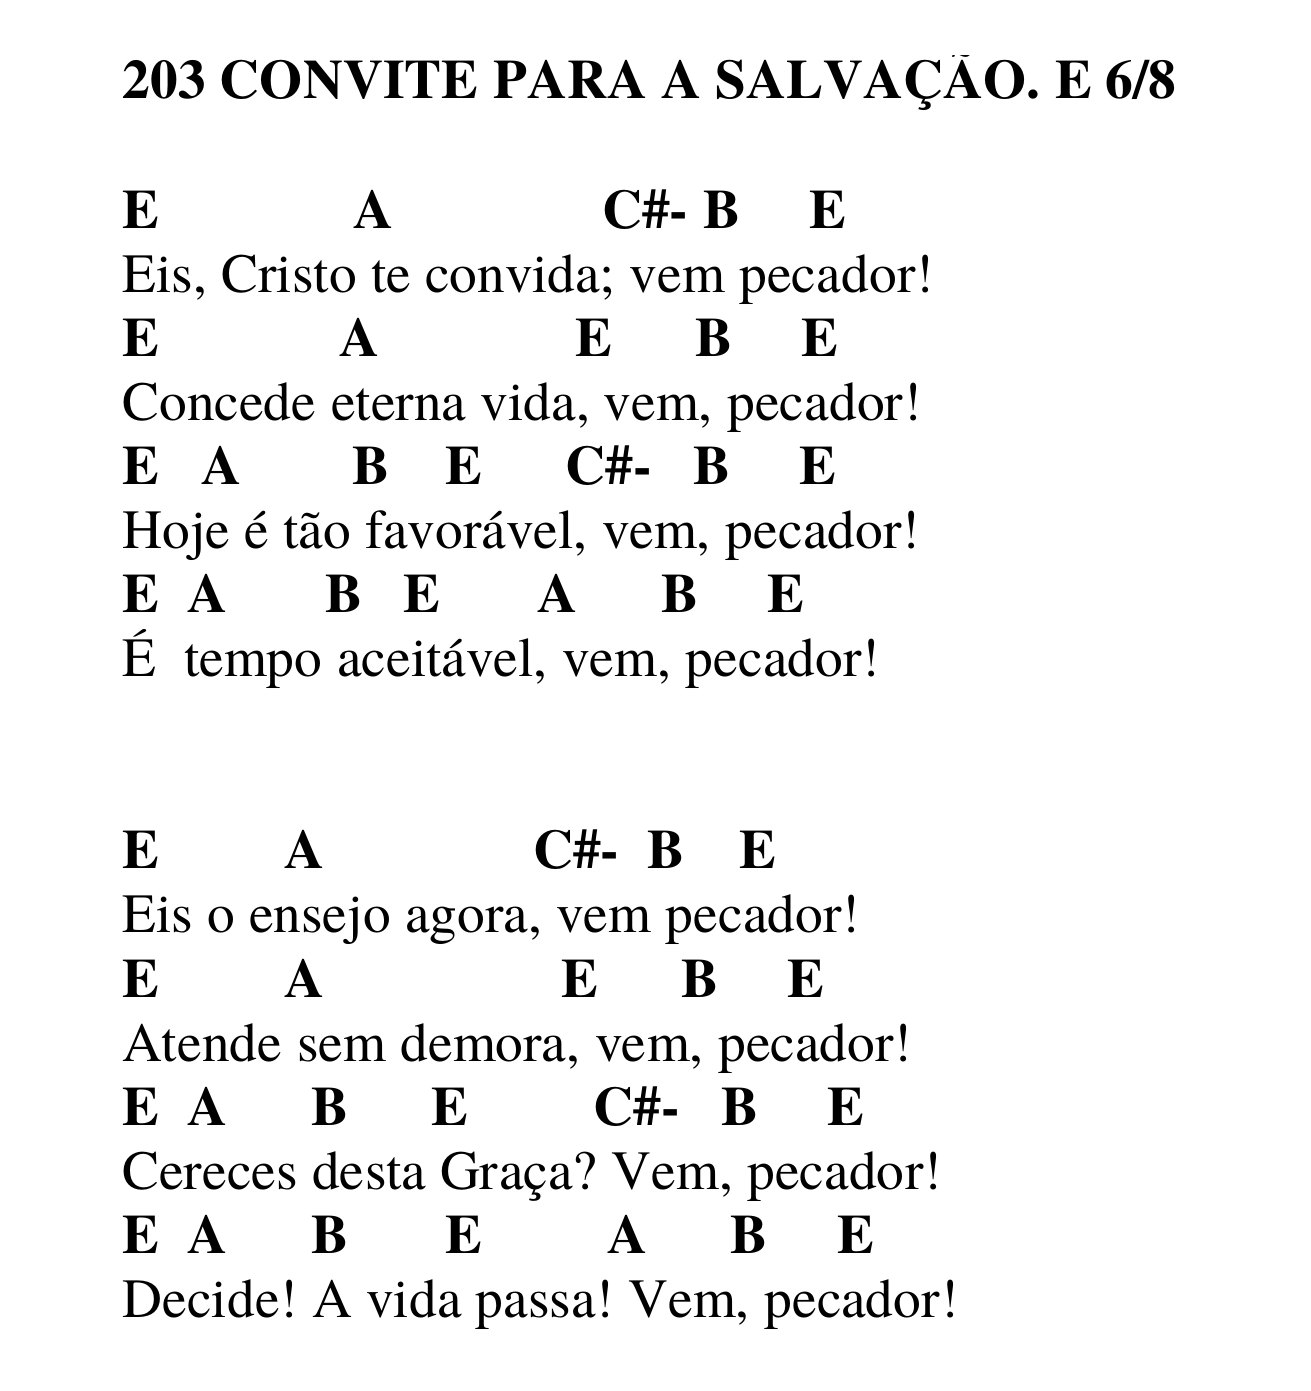 203 CONVITE PARA A SALVAÇÃO. E 6/8
E A C#- B E
Eis, Cristo te convida; vem pecador!
E A E B E
Concede eterna vida, vem, pecador!
E A B E C#- B E
Hoje é tão favorável, vem, pecador!
E A B E A B E
É tempo aceitável, vem, pecador!
E A C#- B E
Eis o ensejo agora, vem pecador!
E A E B E
Atende sem demora, vem, pecador!
E A B E C#- B E
Cereces desta Graça? Vem, pecador!
E A B E A B E
Decide! A vida passa! Vem, pecador!